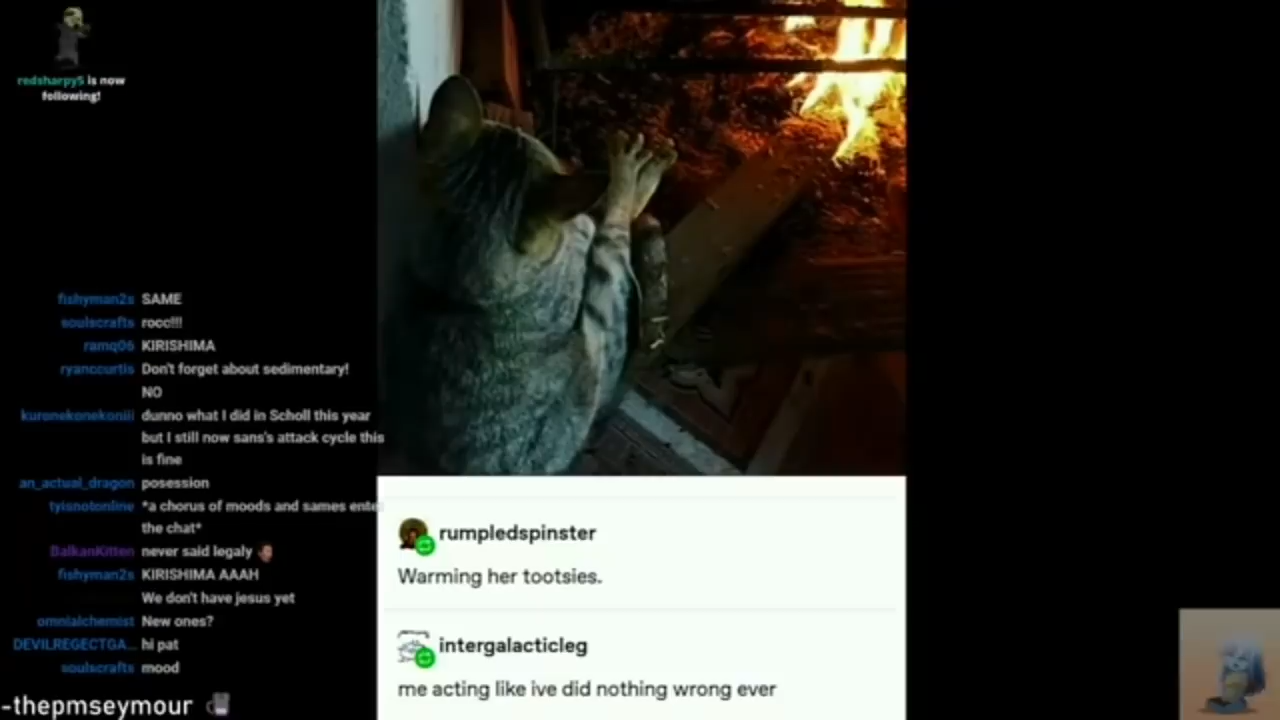 redsharpy5 is now
following!
fishyman2s SAME
soulscrafts rocc!!!
ramq06 KIRISHIMA
ryanccurtis Don't forget about sedimentary!
NO
kuronekonekoniii dunno what I did in Scholl this year
but I still now sans's attack cycle this
is fine
an_actual_dragon posession
tyisnotonline *a chorus of moods and sames ente
the chat*
BalkanKitten never said legaly
fishyman2s KIRISHIMA AAAH
We don't have jesus yet
omnialchemist New ones?
DEVILREGECTGA... hi pat
soulscrafts mood
-thepmseymour
rumpledspinster
Warming her tootsies.
intergalacticleg
me acting like ive did nothing wrong ever